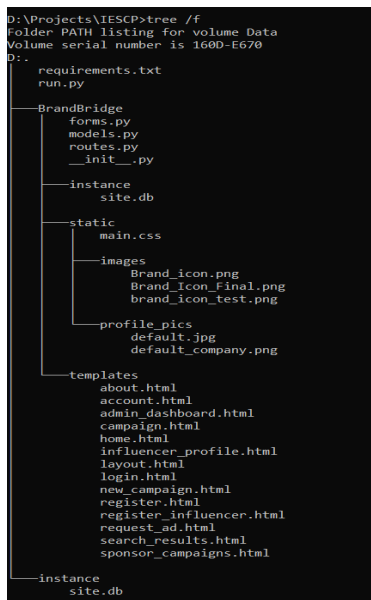 D:\Projects\IESCP>tree /f
Folder PATH listing for volume Data
Volume serial number is 160D-E670
D:.
│   requirements.txt
│   run.py
│
├───BrandBridge
│   │   forms.py
│   │   models.py
│   │   routes.py
│   │   __init__.py
│   │
│   ├───instance
│   │       site.db
│   │
│   ├───static
│   │   │   main.css
│   │   │
│   │   ├───images
│   │   │       Brand_icon.png
│   │   │       Brand_Icon_Final.png
│   │   │       brand_icon_test.png
│   │   │
│   │   └───profile_pics
│   │           default.jpg
│   │           default_company.png
│   │
│   └───templates
│           about.html
│           account.html
│           admin_dashboard.html
│           campaign.html
│           home.html
│           influencer_profile.html
│           layout.html
│           login.html
│           new_campaign.html
│           register.html
│           register_influencer.html
│           request_ad.html
│           search_results.html
│           sponsor_campaigns.html
│
└───instance
        site.db